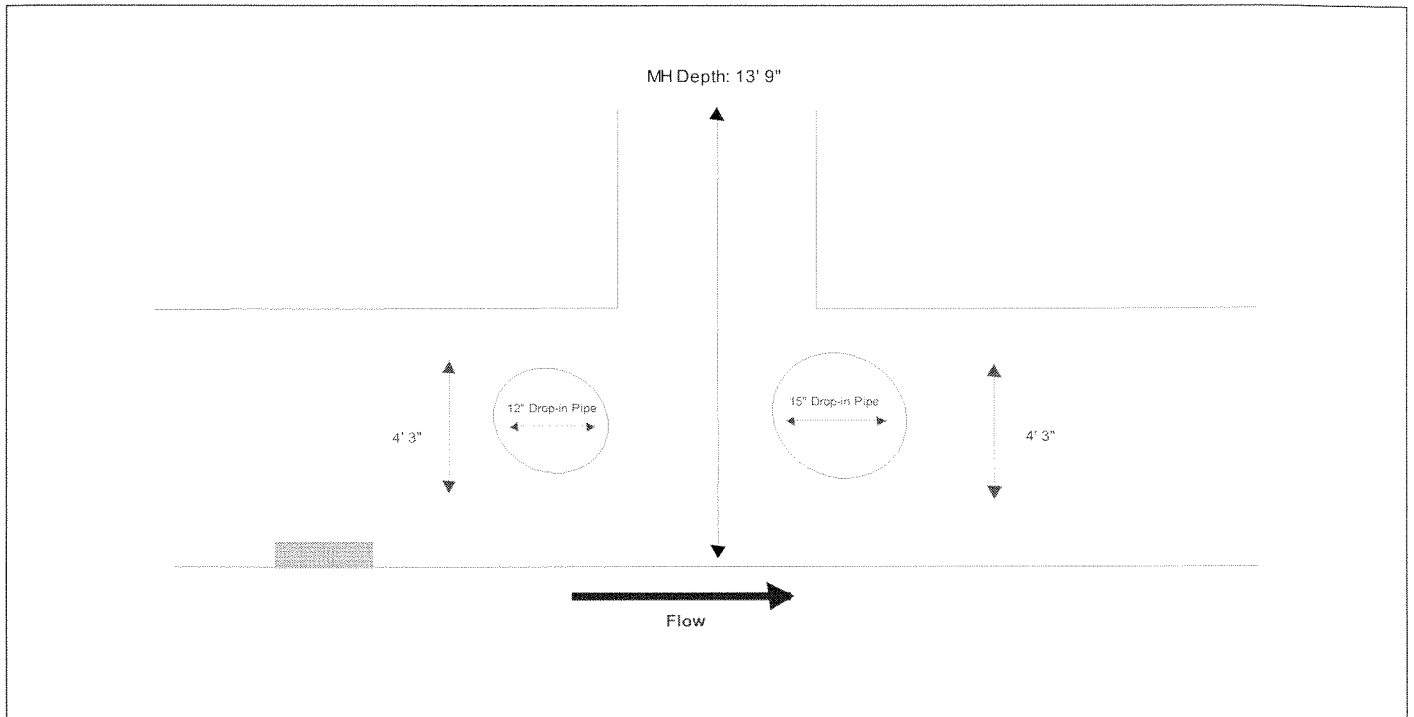 MH Depth: 13' 9"
12" Drop-in Pipe
15" Drop-in Pipe
4' 3"
4' 3"
Flow